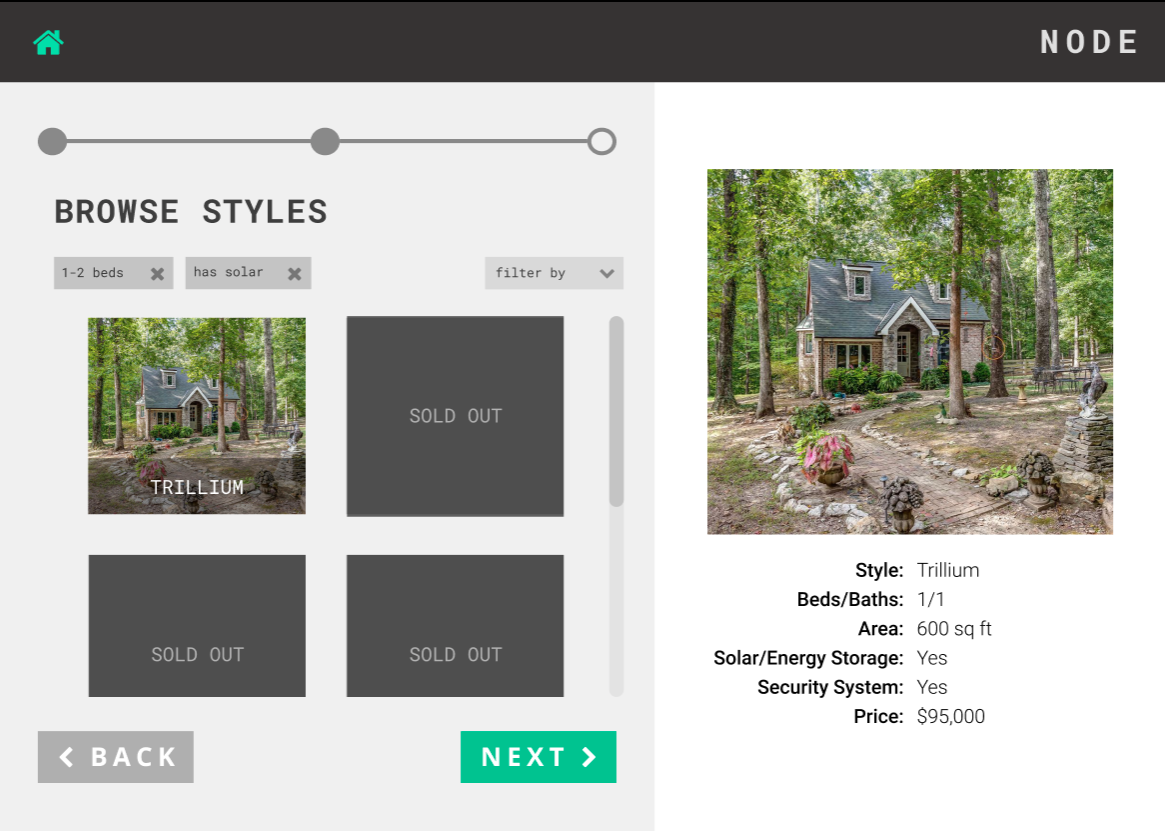 NODE
BROWSE STYLES
1-2 beds
has solar
filter by
TRILLIUM
SOLD OUT
SOLD OUT
SOLD OUT
BACK
NEXT
Style: Trillium
Beds/Baths: 1/1
Area: 600 sq ft
Solar/Energy Storage: Yes
Security System: Yes
Price: $95,000